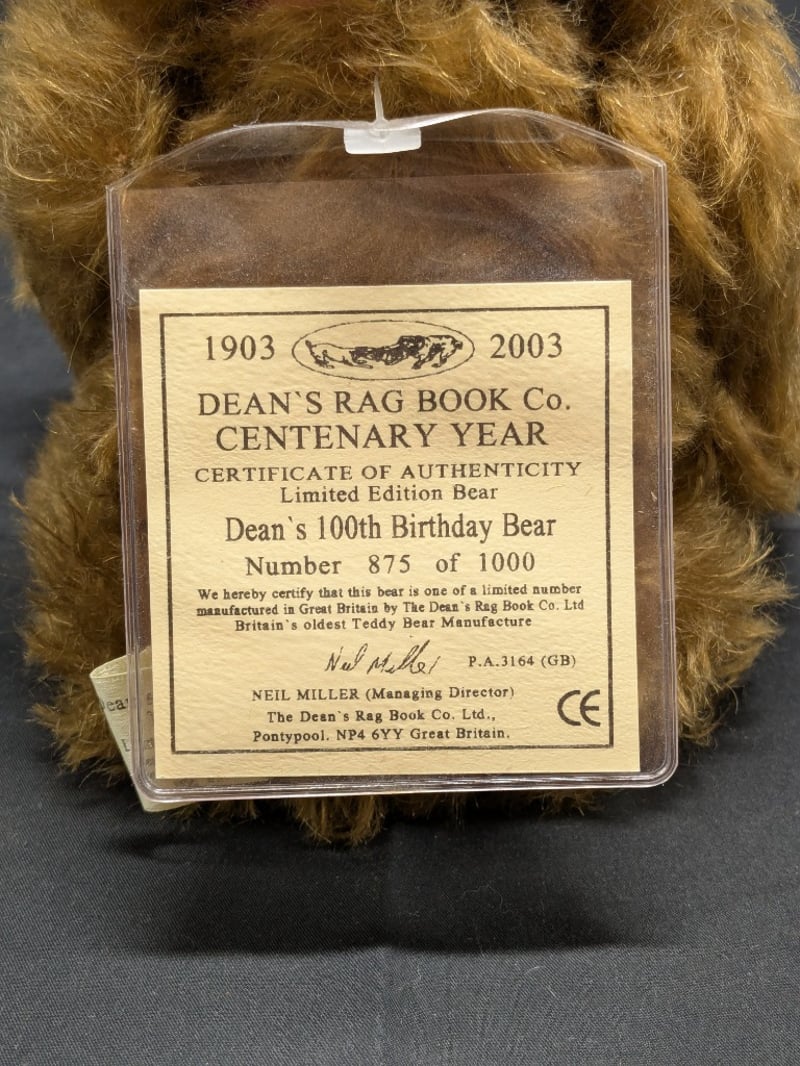 1903 2003
DEAN`S RAG BOOK Co.
CENTENARY YEAR
CERTIFICATE OF AUTHENTICITY
Limited Edition Bear
Dean`s 100th Birthday Bear
Number 875 of 1000
We hereby certify that this bear is one of a limited number
manufactured in Great Britain by The Dean`s Rag Book Co. Ltd
Britain`s oldest Teddy Bear Manufacture
Neil Miller P.A.3164 (GB)
NEIL MILLER (Managing Director)
CE
The Dean`s Rag Book Co. Ltd.,
Pontypool. NP4 6YY Great Britain.